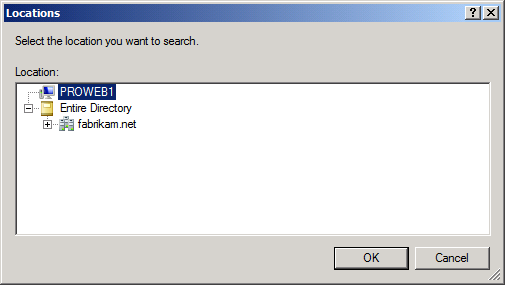 Locations
Select the location you want to search.
Location:
PROWEB1
Entire Directory
fabrikam.net
OK Cancel